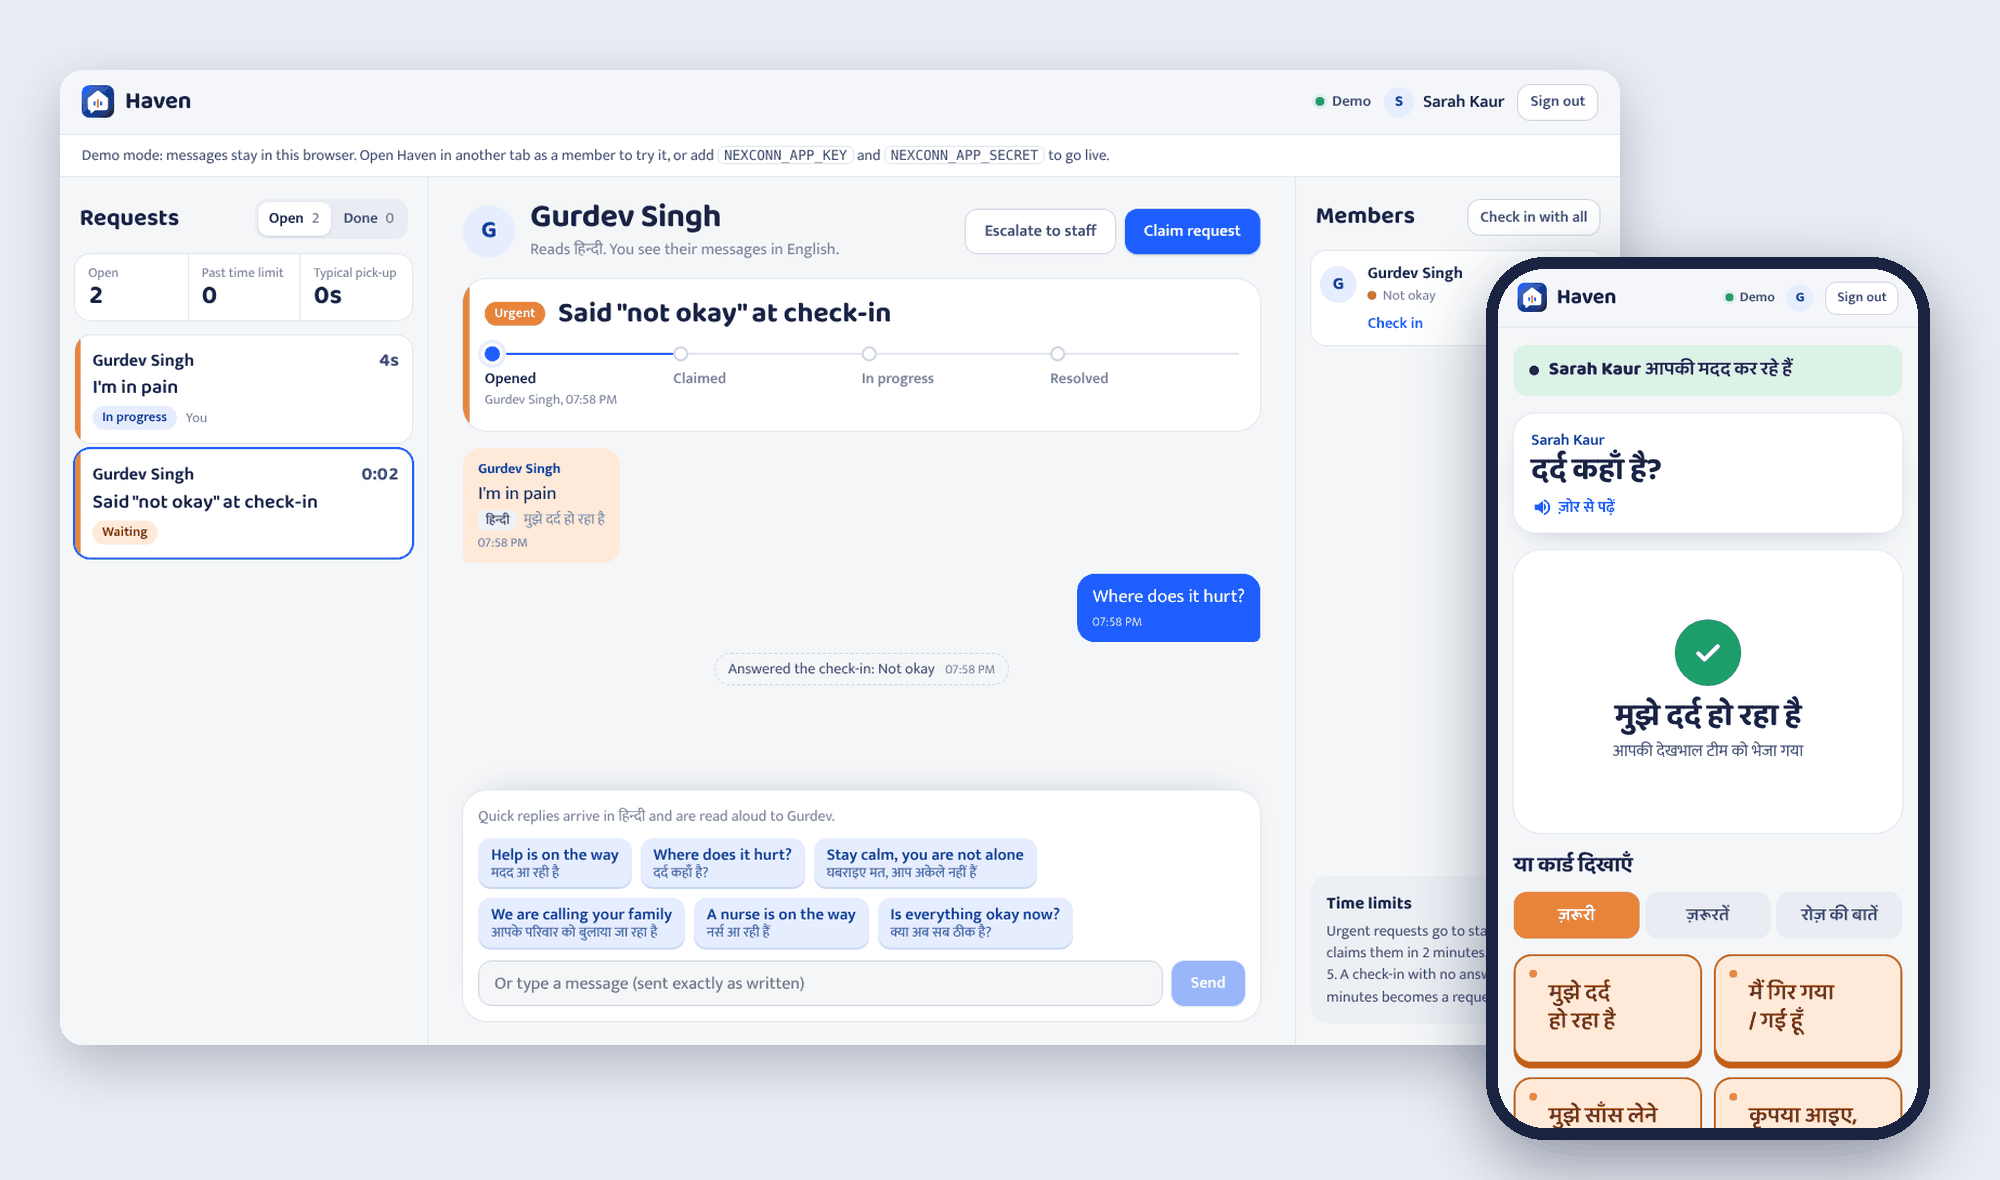 Haven
Demo
S
Sarah Kaur
Sign out
Demo mode: messages stay in this browser. Open Haven in another tab as a member to try it, or add NEXCONN_APP_KEY and NEXCONN_APP_SECRET to go live.
Requests
Open 2
Done 0
Open
2
Past time limit
0
Typical pick-up
0s
Gurdev Singh
4s
I'm in pain
In progress
You
Gurdev Singh
0:02
Said "not okay" at check-in
Waiting
G
Gurdev Singh
Reads हिन्दी. You see their messages in English.
Escalate to staff
Claim request
Urgent
Said "not okay" at check-in
Opened
Claimed
In progress
Resolved
Gurdev Singh, 07:58 PM
Gurdev Singh
I'm in pain
हिन्दी मुझे दर्द हो रहा है
07:58 PM
Where does it hurt?
07:58 PM
Answered the check-in: Not okay 07:58 PM
Quick replies arrive in हिन्दी and are read aloud to Gurdev.
Help is on the way
मदद आ रही है
Where does it hurt?
दर्द कहाँ है?
Stay calm, you are not alone
घबराइए मत, आप अकेले नहीं हैं
We are calling your family
आपके परिवार को बुलाया जा रहा है
A nurse is on the way
नर्स आ रही हैं
Is everything okay now?
क्या अब सब ठीक है?
Or type a message (sent exactly as written)
Send
Members
Check in with all
G
Gurdev Singh
Not okay
Check in
Time limits
Urgent requests go to
claims them in 2 minutes
5. A check-in with no
minutes becomes a
Haven
Demo
G
Sign out
Sarah Kaur आपकी मदद कर रहे हैं
Sarah Kaur
दर्द कहाँ है?
ज़ोर से पढ़ें
मुझे दर्द हो रहा है
आपकी देखभाल टीम को भेजा गया
या कार्ड दिखाएँ
ज़रूरी
ज़रूरतें
रोज़ की बातें
मुझे दर्द
हो रहा है
मैं गिर गया
/ गई हूँ
मुझे साँस लेने
कृपया आइए,